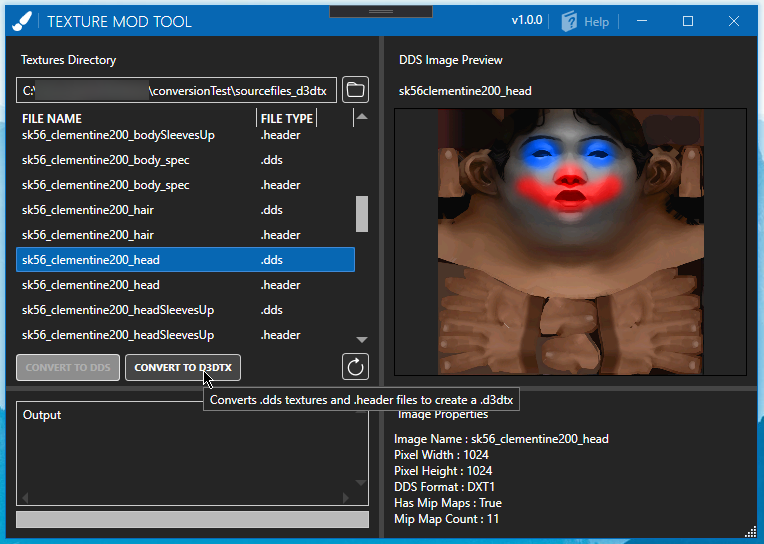 TEXTURE MOD TOOL
v1.0.0
Help
Textures Directory
C:\ \conversionTest\sourcefiles_d3dtx
FILE NAME FILE TYPE
sk56_clementine200_bodySleevesUp .header
sk56_clementine200_body_spec .dds
sk56_clementine200_body_spec .header
sk56_clementine200_hair .dds
sk56_clementine200_hair .header
sk56_clementine200_head .dds
sk56_clementine200_head .header
sk56_clementine200_headSleevesUp .dds
sk56_clementine200_headSleevesUp .header
CONVERT TO DDS
CONVERT TO D3DTX
Converts .dds textures and .header files to create a .d3dtx
Output
DDS Image Preview
sk56clementine200_head
Image Properties
Image Name : sk56_clementine200_head
Pixel Width : 1024
Pixel Height : 1024
DDS Format : DXT1
Has Mip Maps : True
Mip Map Count : 11